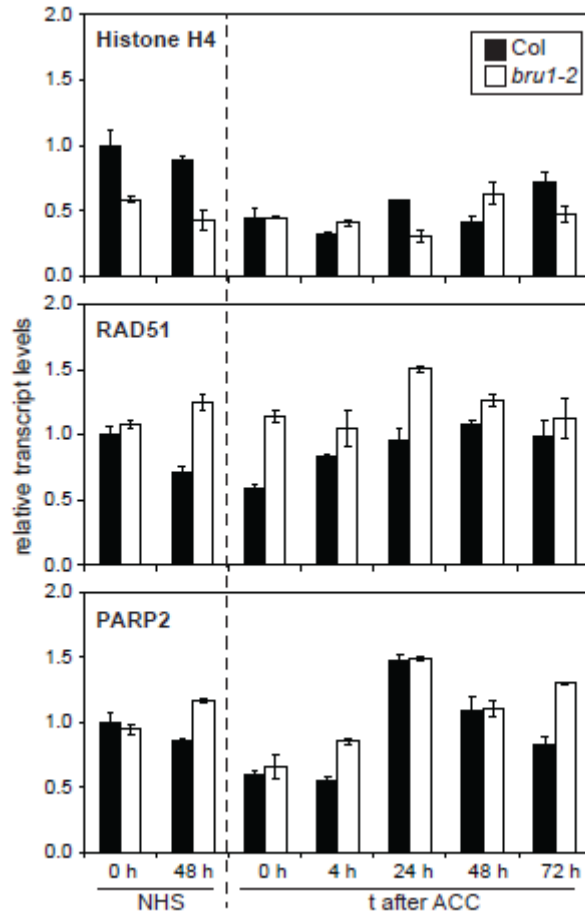 2.0
Histone H4
Col
bru1-2
1.5
1.0
0.5
0.0
2.0
RAD51
1.5
1.0
0.5
0.0
2.0
PARP2
1.5
1.0
0.5
0.0
relative transcript levels
0 h 48 h 0 h 4 h 24 h 48 h 72 h
NHS t after ACC